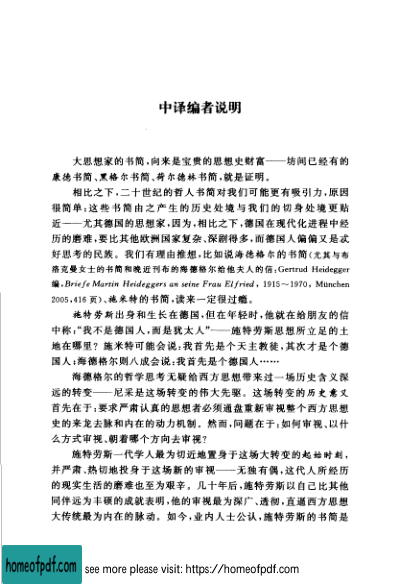 中译编者说明
大思想家的书简,向来是宝贵的思想史财富——坊间已经有的
康德书简、黑格尔书简、荷尔德林书简,就是证明。
相比之下,二十世纪的哲人书简对我们可能更有吸引力,原因
很简单:这些书简由之产生的历史处境与我们的切身处境更贴
近——尤其德国的思想家,因为,相比之下,德国在现代化进程中经
历的磨难,要比其他欧洲国家复杂、深剧得多,而德国人偏偏又是忒
好思考的民族。我们有理由推想,比如说海德格尔的书简(尤其与布
洛克曼女士的书简和晚近刊布的海德格尔给他夫人的信:Gertrud Heidegger
编,Briefe Martin Heideggers an seine Frau Elfried, 1915~1970, München
2005,416页)、施米特的书简,读来一定很过瘾。
施特劳斯出身和生长在德国,但在年轻时,他就在给朋友的信
中称:“我不是德国人,而是犹太人”——施特劳斯思想所立足的土
地在哪里?施米特可能会说:我首先是个天主教徒,其次才是个德
国人;海德格尔则八成会说:我首先是个德国人……
海德格尔的哲学思考无疑给西方思想带来过一场历史含义深
远的转变——尼采是这场转变的伟大先驱。这场转变的历史意义
首先在于:要求严肃认真的思想者必须通盘重新审视整个西方思想
史的来龙去脉和内在的动力机制。然而,问题在于:如何审视、以什
么方式审视、朝着哪个方向去审视?
施特劳斯一代学人最为切近地置身于这场大转变的起始时刻,
并严肃、热切地投身于这场新的审视——无独有偶,这代人所经历
的现实生活的磨难也至为艰辛。几十年后,施特劳斯以自己比其他
同伴远为丰硕的成就表明,他的审视最为深广、透彻,直逼西方思想
大传统最为内在的脉动。如今,业内人士公认,施特劳斯的书简是
homeofpdf.com
see more please visit: https://homeofpdf.com